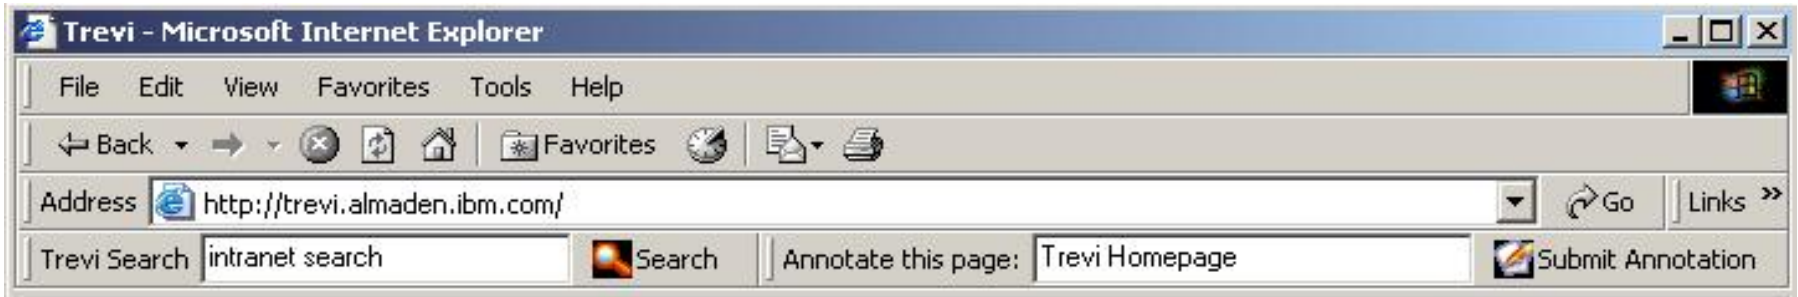 Trevi - Microsoft Internet Explorer
File Edit View Favorites Tools Help
Back Favorites
Address http://trevi.almaden.ibm.com/ Go Links »
Trevi Search intranet search Search Annotate this page: Trevi Homepage Submit Annotation